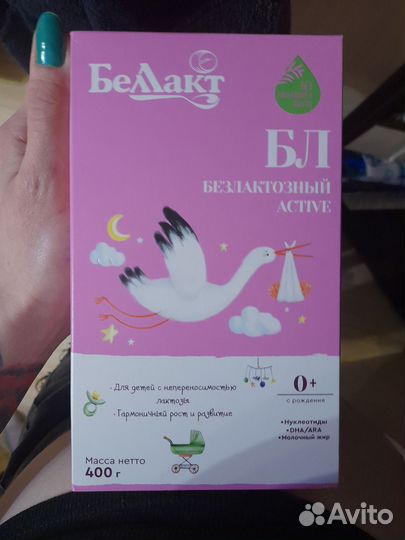 Беллакт
БЛ
БЕЗЛАКТОЗНЫЙ
ACTIVE
· Для детей с непереносимостью
лактозы
· Гармоничный рост и развитие
0+
с рождения
•Нуклеотиды
•DHA/ARA
•Молочный жир
Масса нетто
400 г
Avito